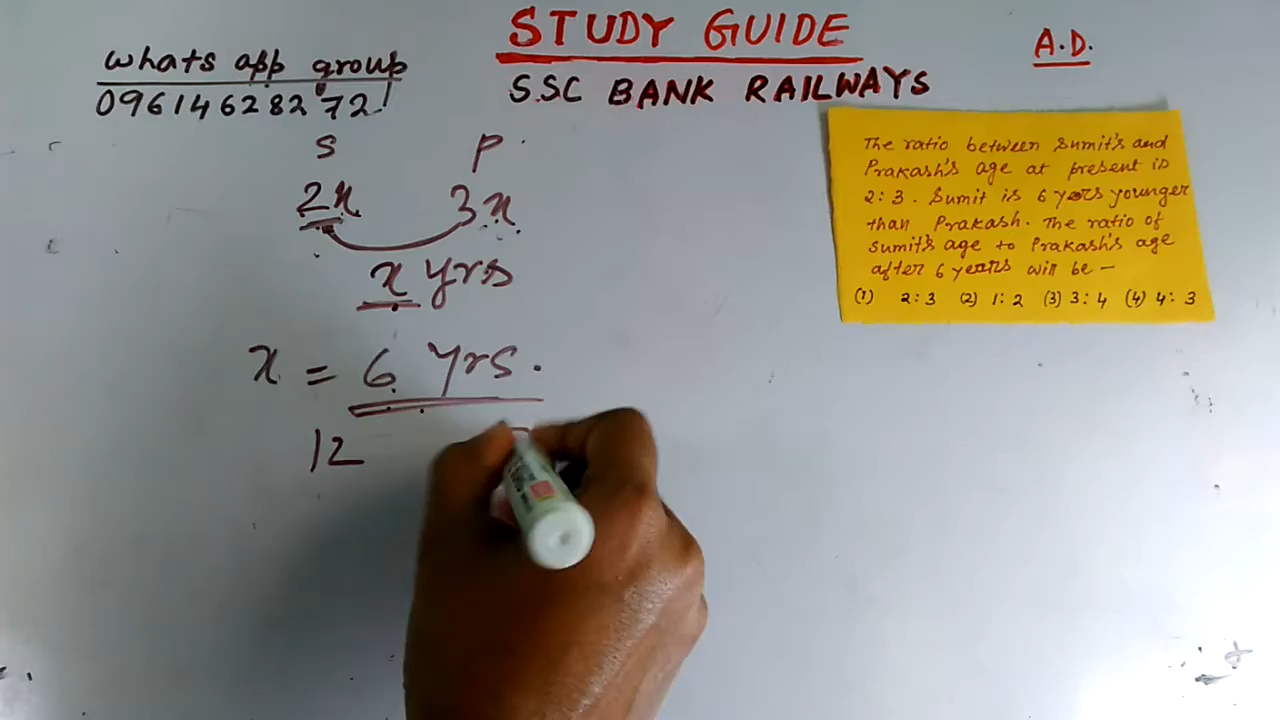 STUDY GUIDE
A.D.
whats app group
SSC BANK RAILWAYS
09614628272
S P
2x 3x
x yrs
x = 6 yrs.
12
The ratio between Sumit's and
Prakash's age at present is
2:3. Sumit is 6 years younger
than Prakash. The ratio of
Sumit's age to Prakash's age
after 6 years will be -
(1) 2:3 (2) 1:2 (3) 3:4 (4) 4:3